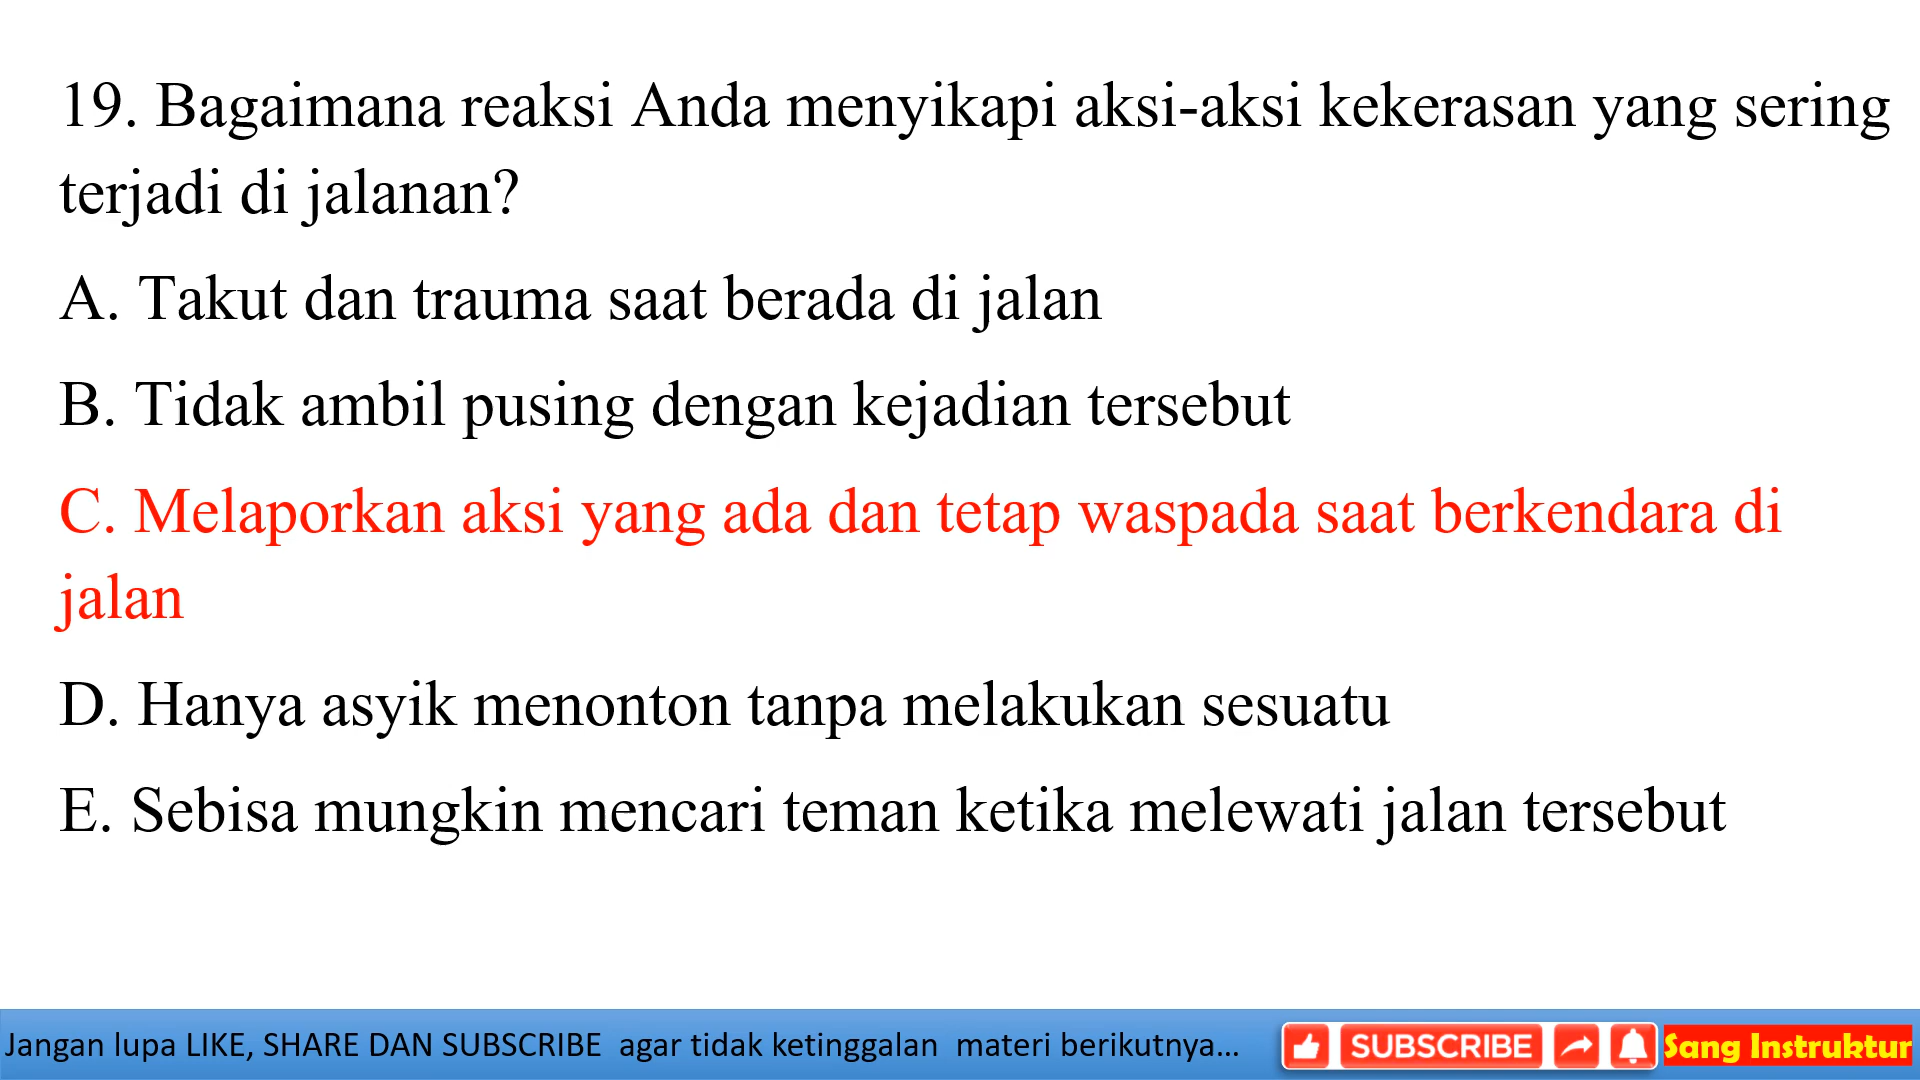 19. Bagaimana reaksi Anda menyikapi aksi-aksi kekerasan yang sering
terjadi di jalanan?
A. Takut dan trauma saat berada di jalan
B. Tidak ambil pusing dengan kejadian tersebut
C. Melaporkan aksi yang ada dan tetap waspada saat berkendara di
jalan
D. Hanya asyik menonton tanpa melakukan sesuatu
E. Sebisa mungkin mencari teman ketika melewati jalan tersebut
Jangan lupa LIKE, SHARE DAN SUBSCRIBE agar tidak ketinggalan materi berikutnya... SUBSCRIBE Sang Instruktur